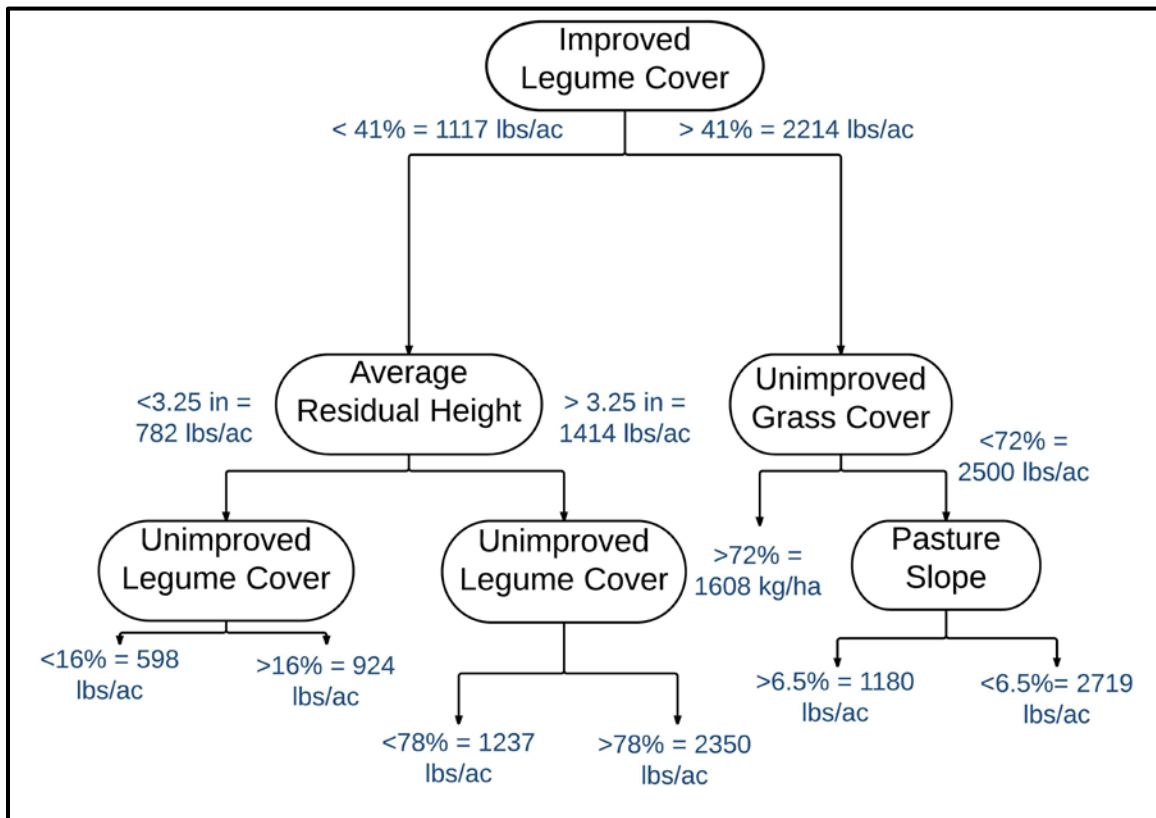 Improved
Legume Cover
< 41% = 1117 lbs/ac
> 41% = 2214 lbs/ac
Average
Residual Height
<3.25 in =
782 lbs/ac
> 3.25 in =
1414 lbs/ac
Unimproved
Grass Cover
<72% =
2500 lbs/ac
Unimproved
Legume Cover
Unimproved
Legume Cover
>72% =
1608 kg/ha
Pasture
Slope
<16% = 598
lbs/ac
>16% = 924
lbs/ac
<78% = 1237
lbs/ac
>78% = 2350
lbs/ac
>6.5% = 1180
lbs/ac
<6.5%= 2719
lbs/ac